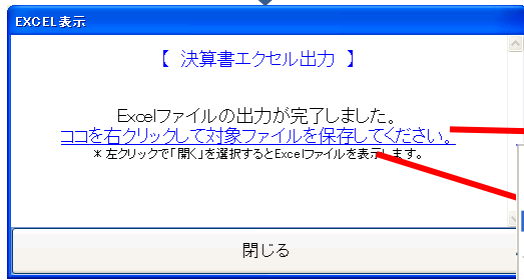 EXCEL表示
【 決算書エクセル出力 】
Excelファイルの出力が完了しました。
ココを右クリックして対象ファイルを保存してください。
* 左クリックで「開く」を選択するとExcelファイルを表示します。
閉じる